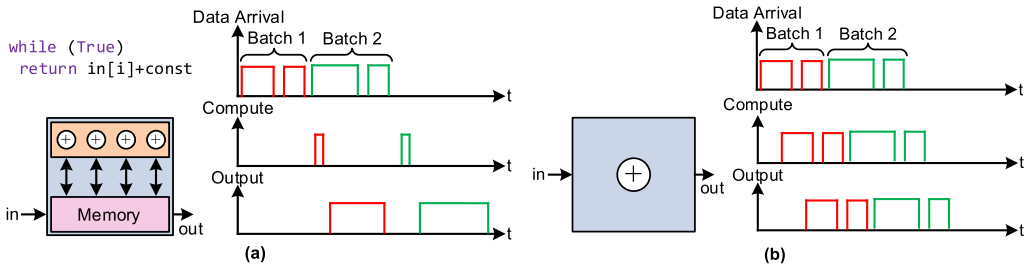 while (True)
return in[i]+const
Data Arrival
Batch 1
Batch 2
t
Compute
t
Output
t
+ + + +
Memory
in
out
(a)
Data Arrival
Batch 1
Batch 2
t
Compute
t
Output
t
+
in
out
(b)